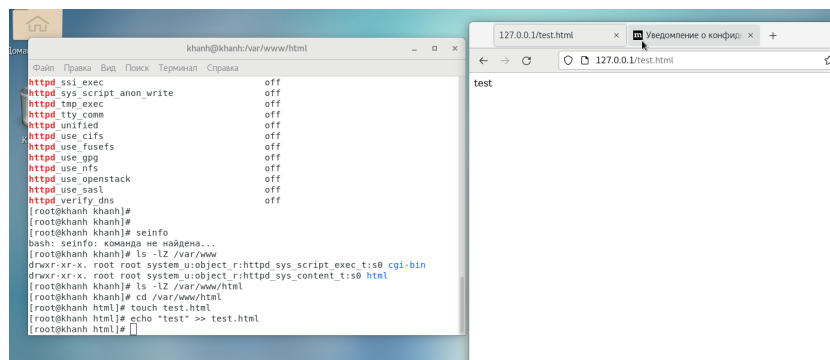 khanh@khanh:/var/www/html
Файл Правка Вид Поиск Терминал Справка
httpd_ssi_exec off
httpd_sys_script_anon_write off
httpd_tmp_exec off
httpd_tty_comm off
httpd_unified off
httpd_use_cifs off
httpd_use_fusefs off
httpd_use_gpg off
httpd_use_nfs off
httpd_use_openstack off
httpd_use_sasl off
httpd_verify_dns off
[root@khanh khanh]#
[root@khanh khanh]#
[root@khanh khanh]# seinfo
bash: seinfo: команда не найдена...
[root@khanh khanh]# ls -lZ /var/www
drwxr-xr-x. root root system_u:object_r:httpd_sys_script_exec_t:s0 cgi-bin
drwxr-xr-x. root root system_u:object_r:httpd_sys_content_t:s0 html
[root@khanh khanh]# ls -lZ /var/www/html
[root@khanh khanh]# cd /var/www/html
[root@khanh html]# touch test.html
[root@khanh html]# echo "test" >> test.html
[root@khanh html]#
127.0.0.1/test.html
Уведомление о конфид
127.0.0.1/test.html
test